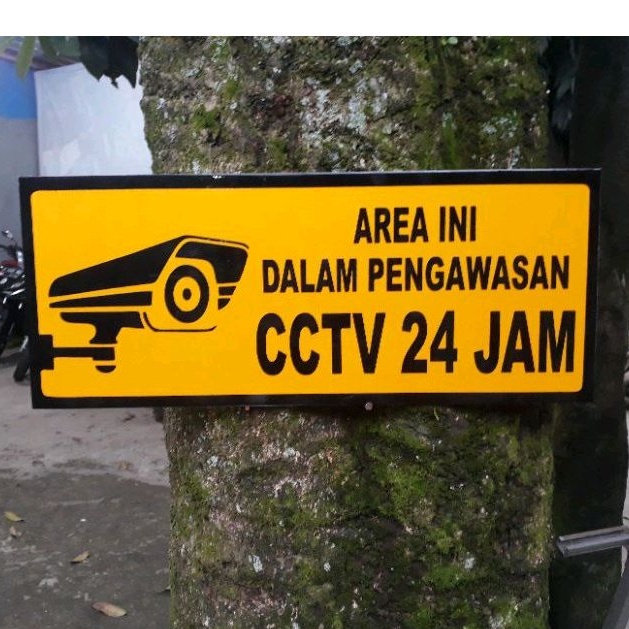 AREA INI
DALAM PENGAWASAN
CCTV 24 JAM